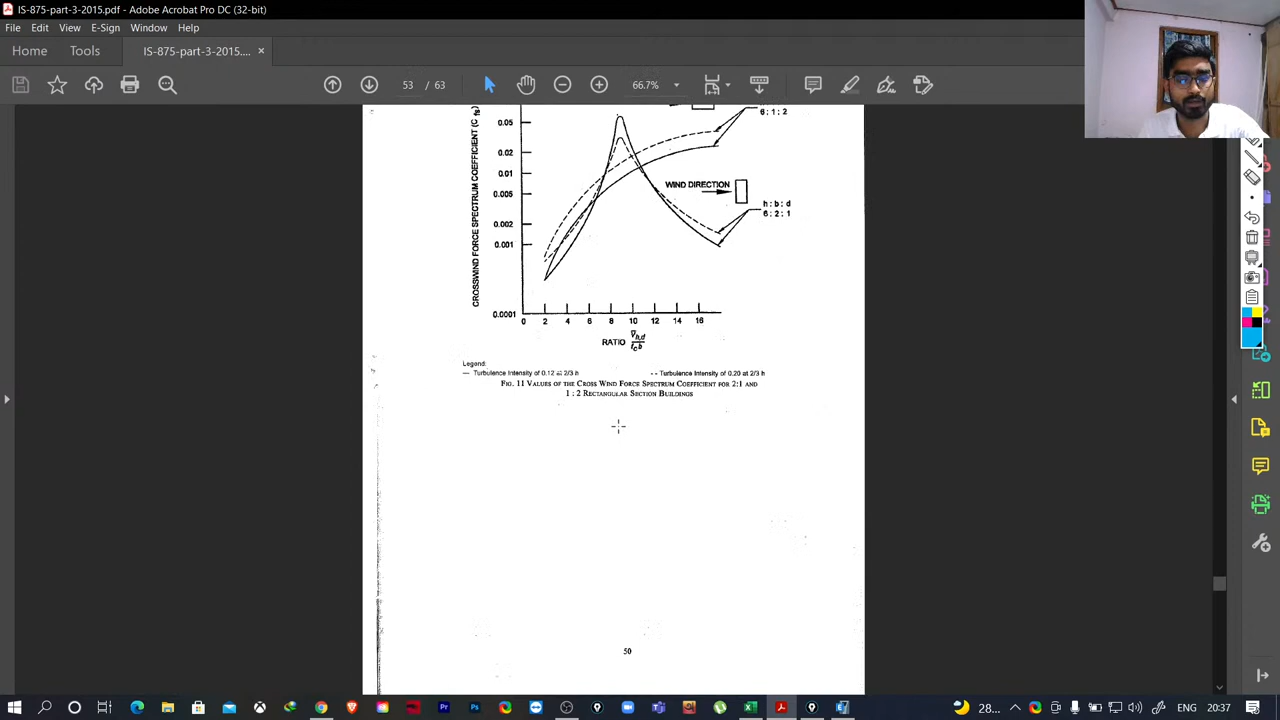 IS-875-part-3-2015.pdf - Adobe Acrobat Pro DC (32-bit)
File Edit View E-Sign Window Help
Home Tools IS-875-part-3-2015.... ×
53 / 63 66.7%
6 : 1 : 2
CROSSWIND FORCE SPECTRUM COEFFICIENT (C fs)
0.05
0.02
0.01
0.005
0.002
0.001
0.0001
WIND DIRECTION
h : b : d
6 : 2 : 1
0 2 4 6 8 10 12 14 16
RATIO
Legend:
— Turbulence Intensity of 0.12 at 2/3 h - - Turbulence Intensity of 0.20 at 2/3 h
FIG. 11 VALUES OF THE CROSS WIND FORCE SPECTRUM COEFFICIENT FOR 2:1 AND
1 : 2 RECTANGULAR SECTION BUILDINGS
50
28... ENG 20:37